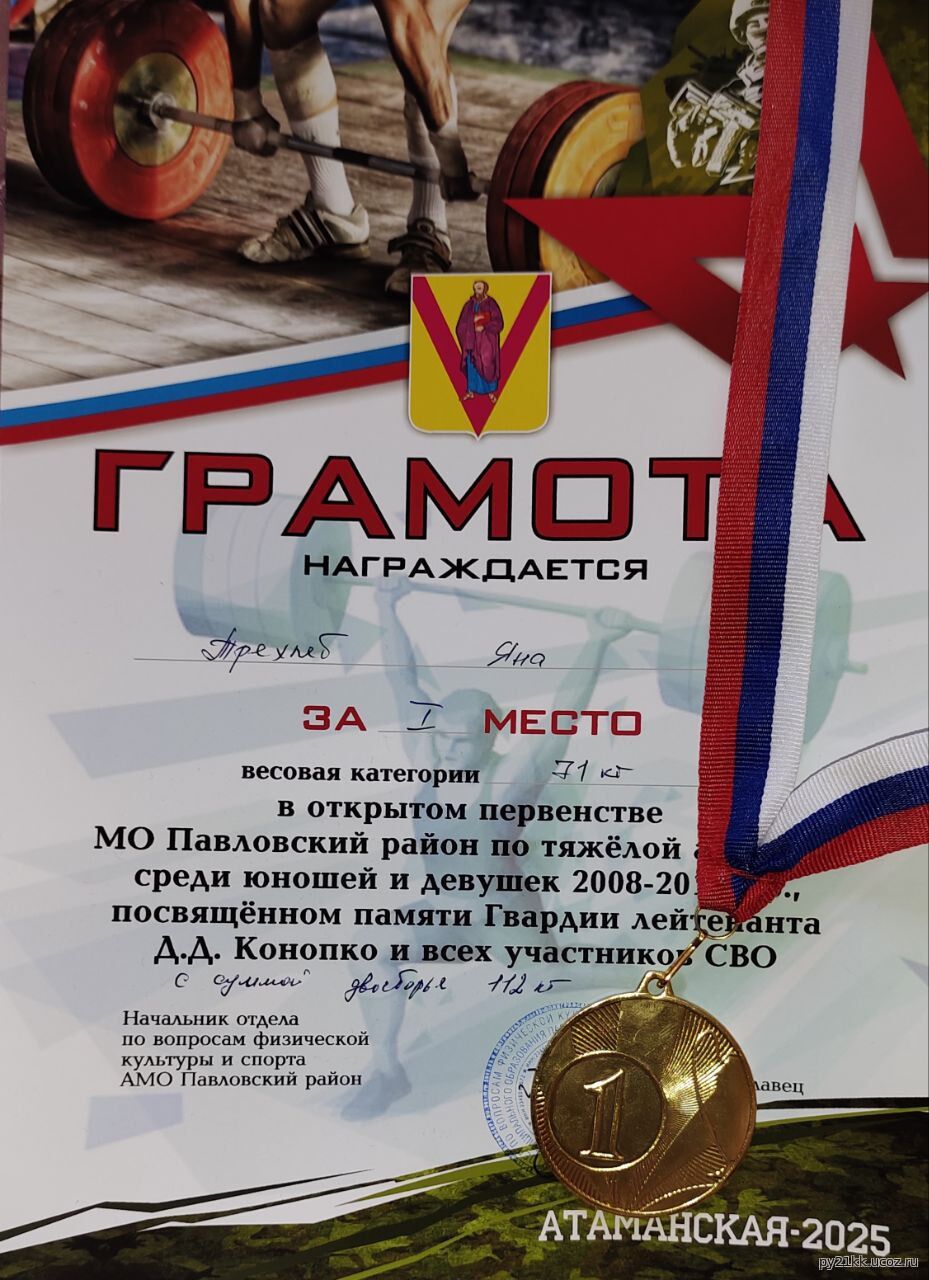 ГРАМОТА
НАГРАЖДАЕТСЯ
Трехлеб Яна
ЗА I МЕСТО
весовая категории 71 кг
в открытом первенстве
МО Павловский район по тяжёлой
среди юношей и девушек 2008-20
посвящённом памяти Гвардии лейтенанта
Д.Д. Конопко и всех участников СВО
с суммой двоеборья 112 кг
Начальник отдела
по вопросам физической
культуры и спорта
АМО Павловский район
1
АТАМАНСКАЯ-2025
py21kk.ucoz.ru